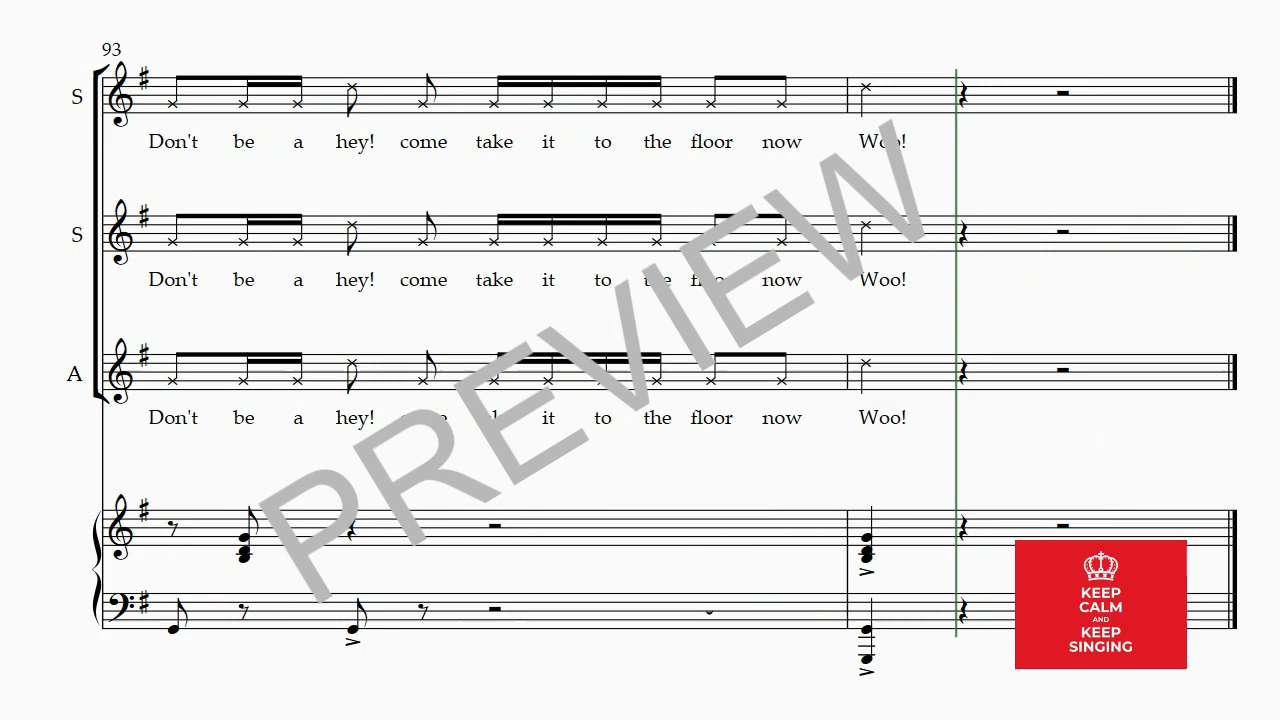 93
S
Don't be a hey! come take it to the floor now Woo!
S
Don't be a hey! come take it to the floor now Woo!
A
Don't be a hey! it to the floor now Woo!
PREVIEW
KEEP
CALM
AND
KEEP
SINGING